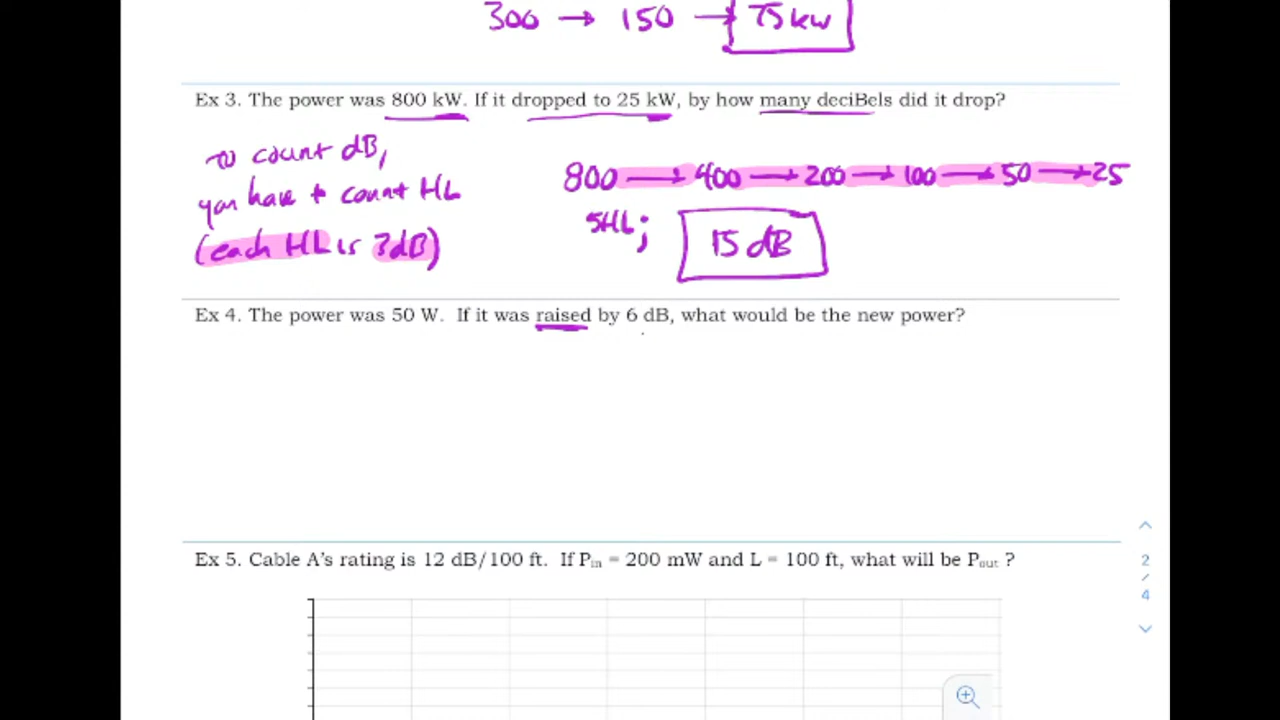 300 → 150 → 75 kW
Ex 3. The power was 800 kW. If it dropped to 25 kW, by how many deciBels did it drop?
to count dB,
you have to count HL
(each HL is 3dB)
800 → 400 → 200 → 100 → 50 → 25
5HL; 15 dB
Ex 4. The power was 50 W. If it was raised by 6 dB, what would be the new power?
Ex 5. Cable A's rating is 12 dB/100 ft. If Pin = 200 mW and L = 100 ft, what will be Pout ?
2
/
4